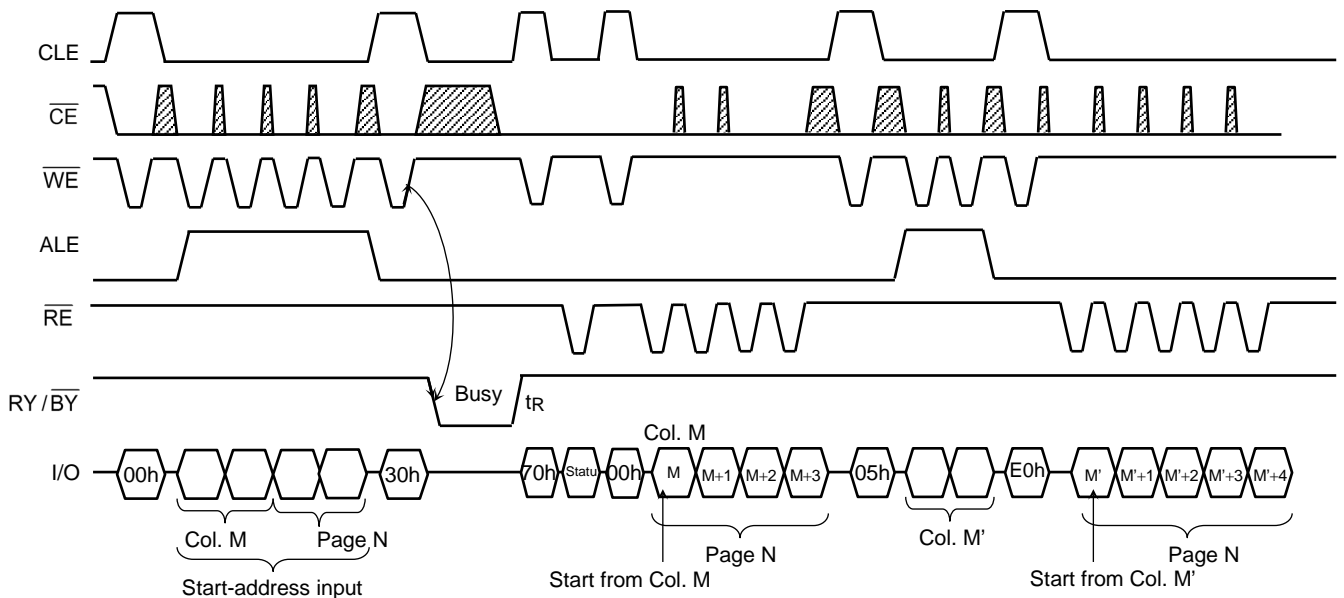 CLE
CE
WE
ALE
RE
RY / BY
Busy
tR
Col. M
I/O
00h
30h
70h
Statu
00h
M
M+1
M+2
M+3
05h
E0h
M'
M'+1
M'+2
M'+3
M'+4
Col. M
Page N
Start-address input
Start from Col. M
Page N
Col. M’
Start from Col. M’
Page N